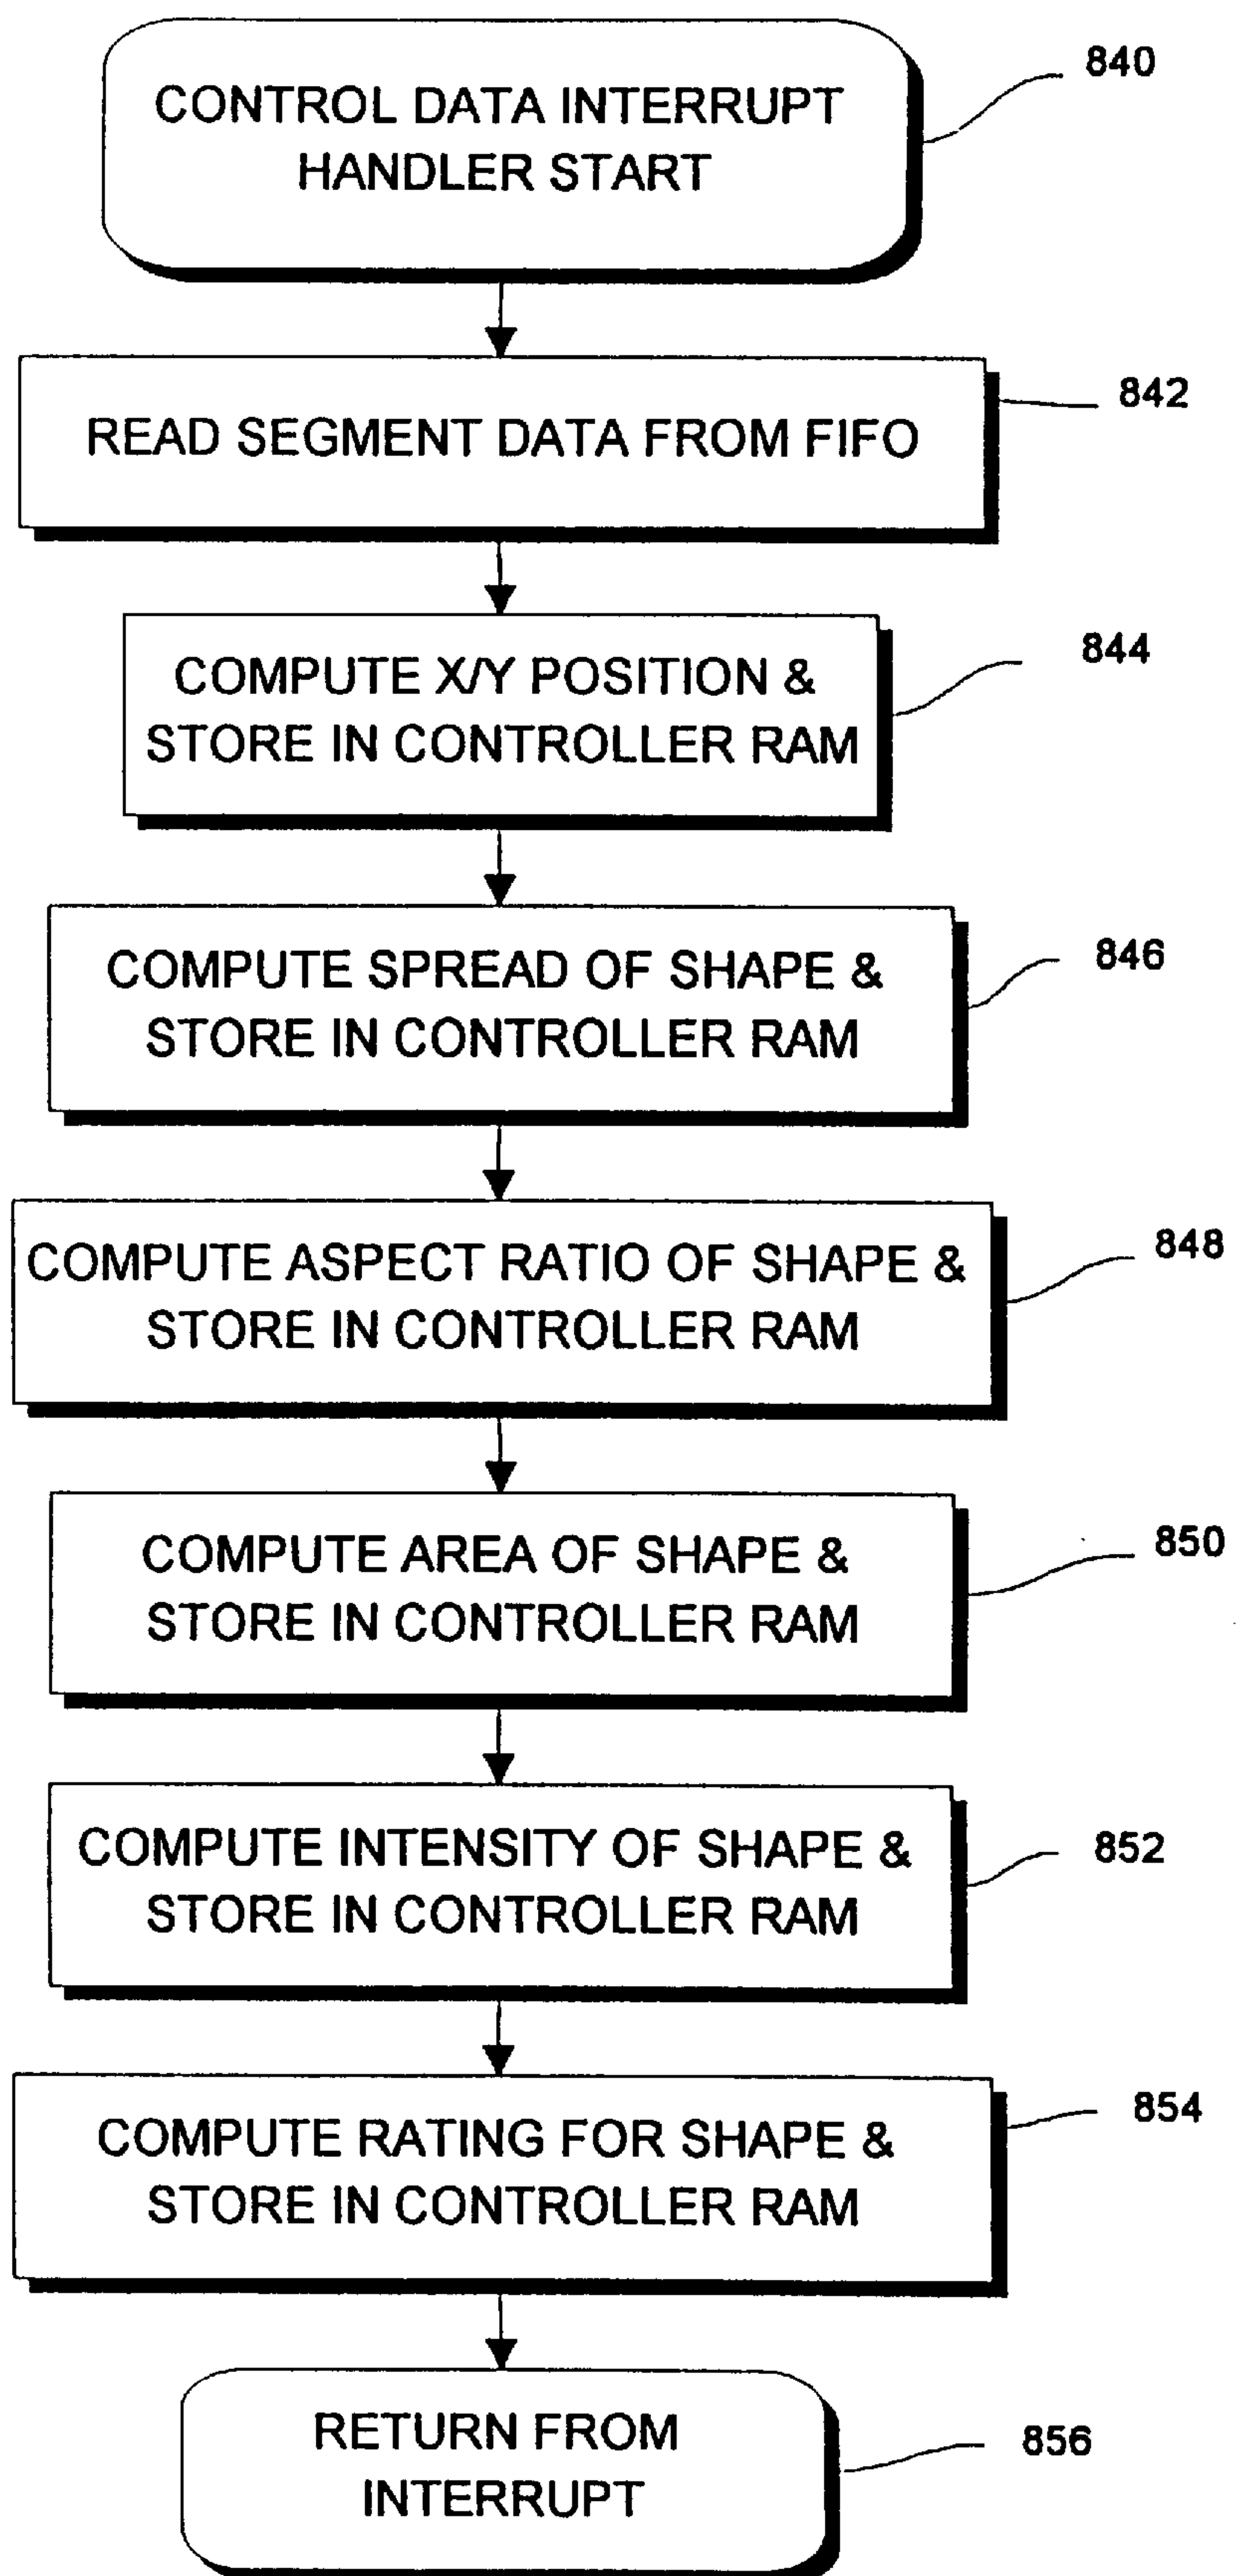 CONTROL DATA INTERRUPT
HANDLER START
840
READ SEGMENT DATA FROM FIFO
842
COMPUTE X/Y POSITION &
STORE IN CONTROLLER RAM
844
COMPUTE SPREAD OF SHAPE &
STORE IN CONTROLLER RAM
846
COMPUTE ASPECT RATIO OF SHAPE &
STORE IN CONTROLLER RAM
848
COMPUTE AREA OF SHAPE &
STORE IN CONTROLLER RAM
850
COMPUTE INTENSITY OF SHAPE &
STORE IN CONTROLLER RAM
852
COMPUTE RATING FOR SHAPE &
STORE IN CONTROLLER RAM
854
RETURN FROM
INTERRUPT
856